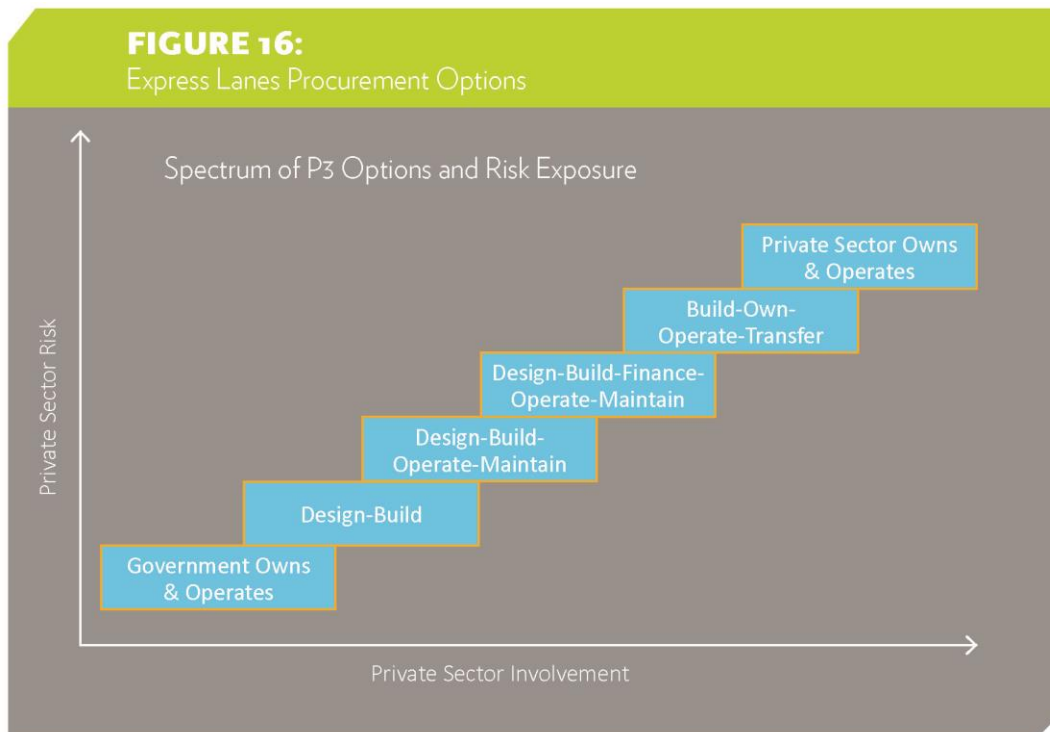 FIGURE 16:
Express Lanes Procurement Options
Spectrum of P3 Options and Risk Exposure
Private Sector Owns
& Operates
Build-Own-
Operate-Transfer
Design-Build-Finance-
Operate-Maintain
Design-Build-
Operate-Maintain
Design-Build
Government Owns
& Operates
Private Sector Risk
Private Sector Involvement